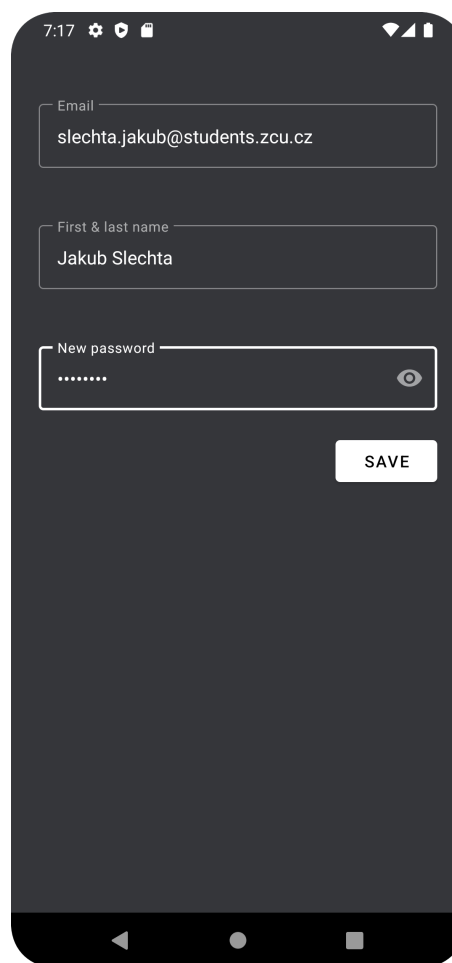 7:17
Email
slechta.jakub@students.zcu.cz
First & last name
Jakub Slechta
New password
••••••••
SAVE